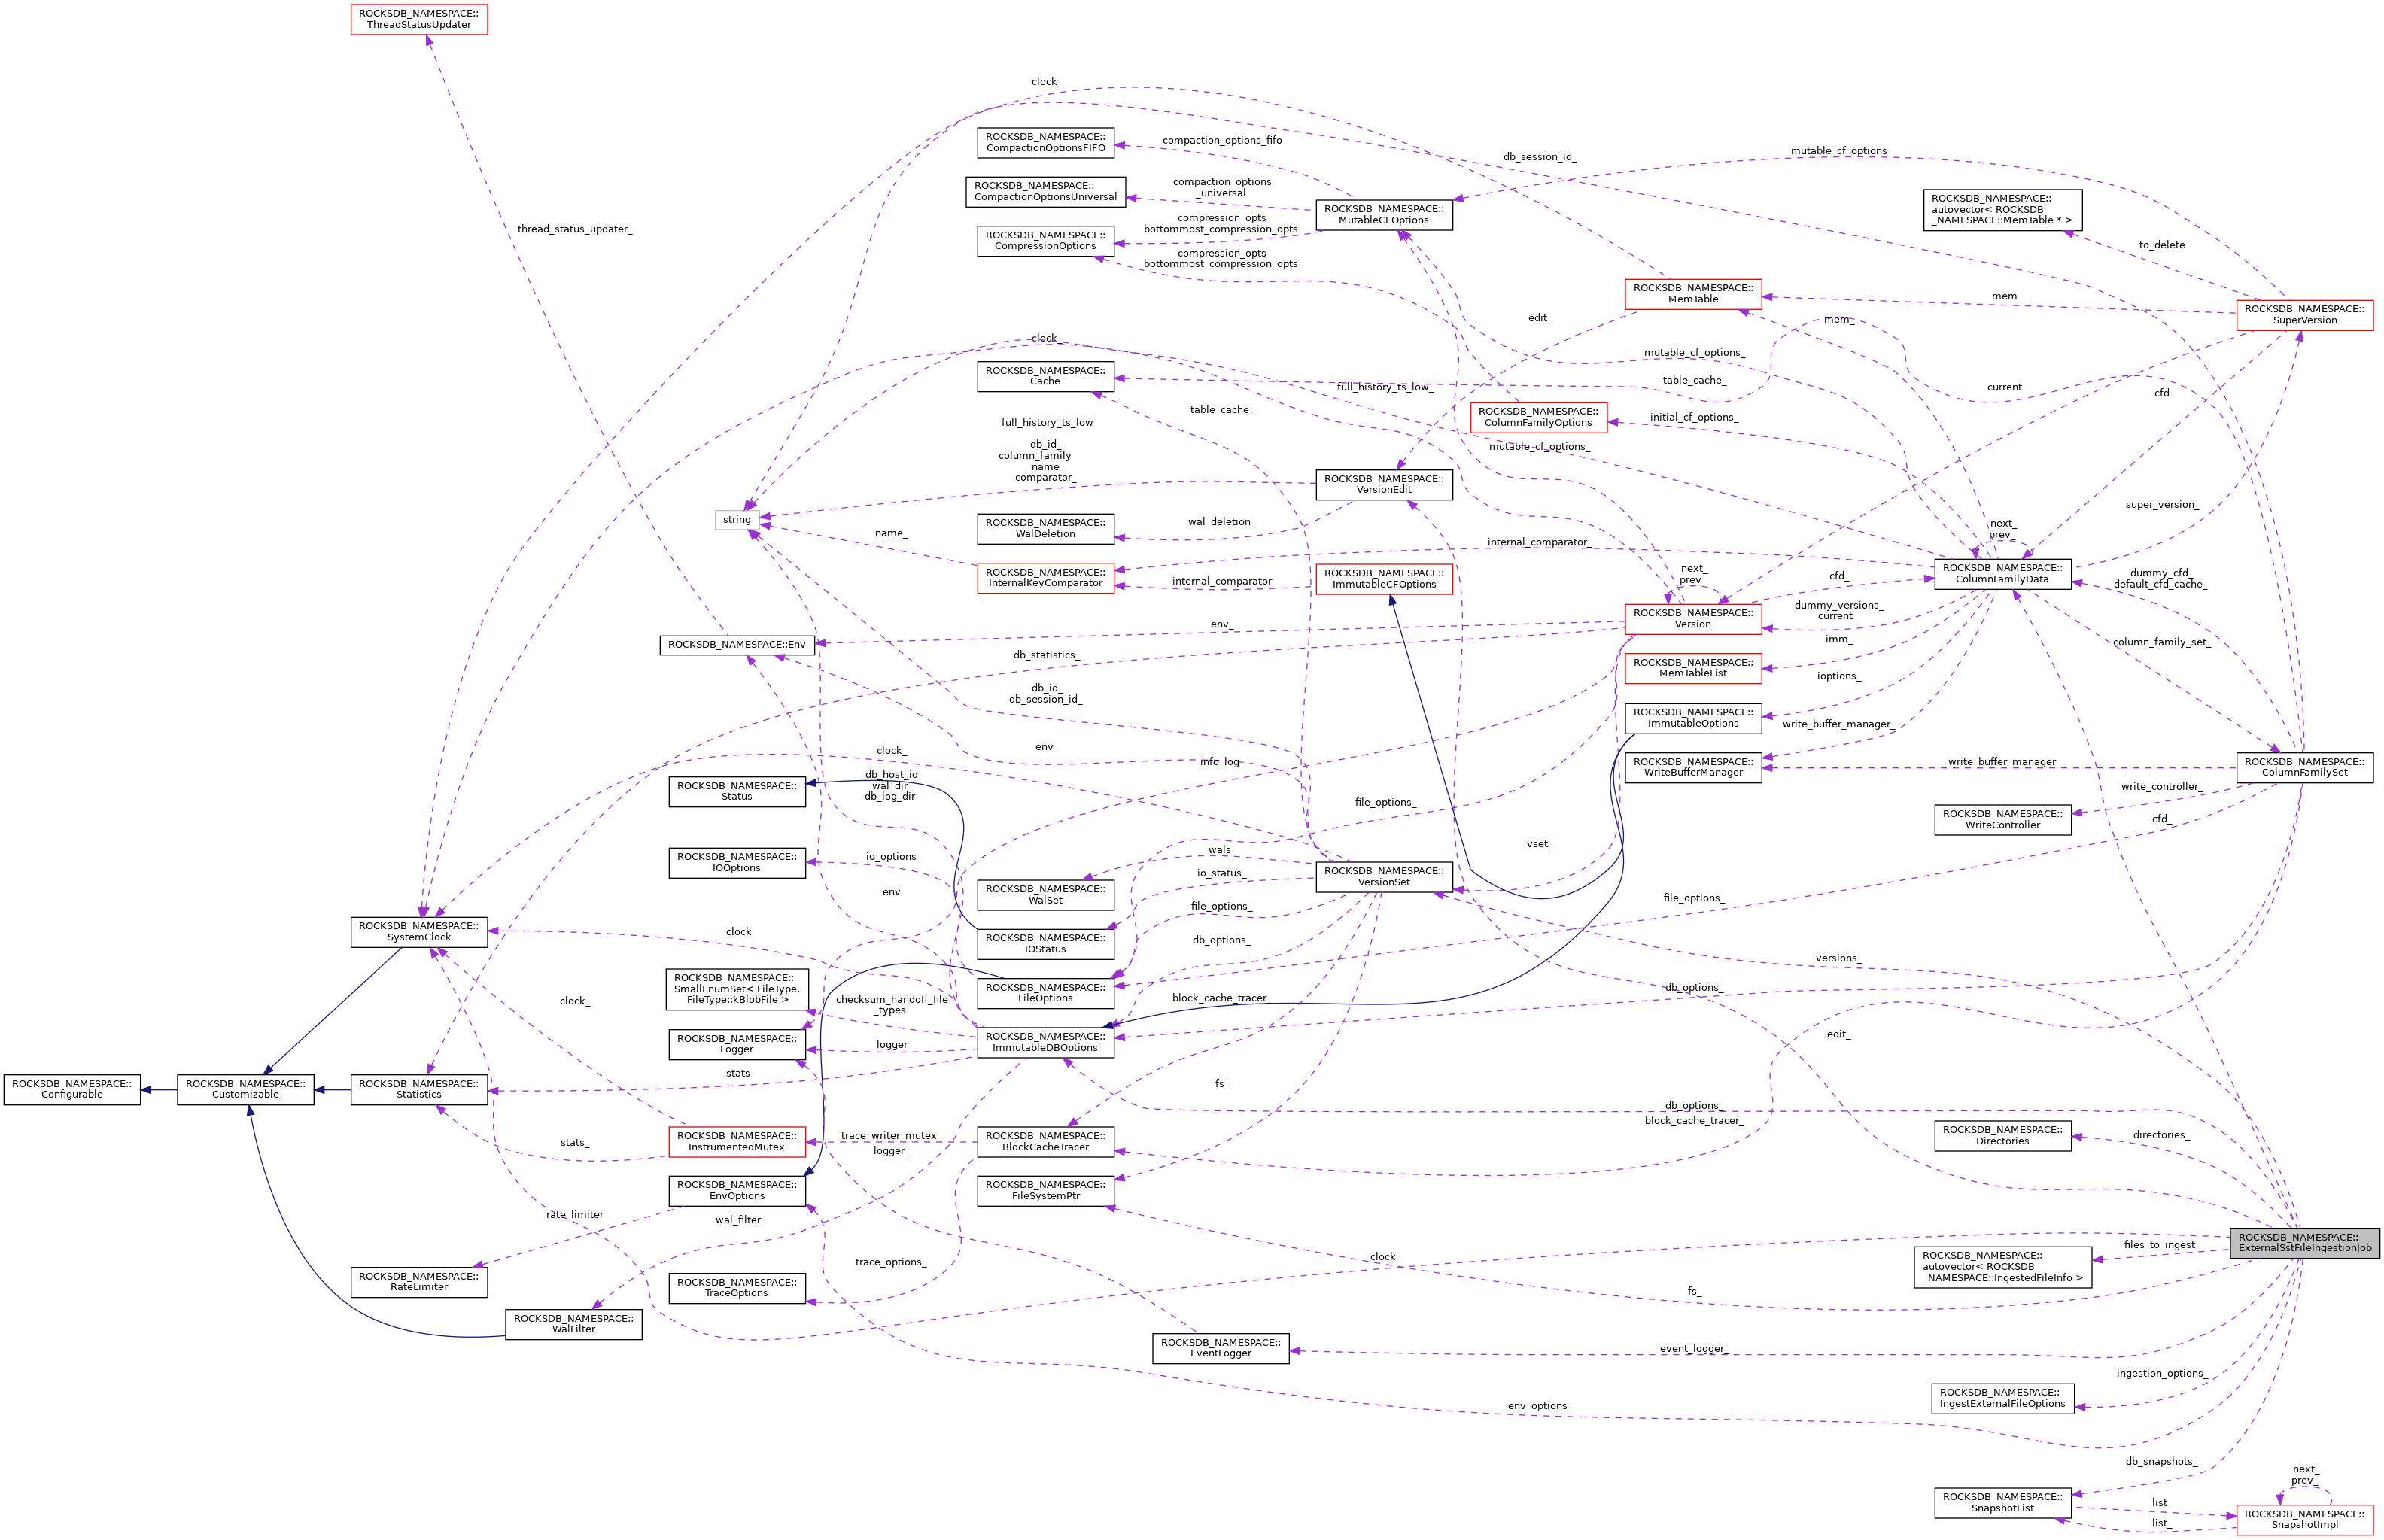 ROCKSDB_NAMESPACE::
ThreadStatusUpdater
clock_
ROCKSDB_NAMESPACE::
CompactionOptionsFIFO
compaction_options_fifo
db_session_id_
mutable_cf_options
ROCKSDB_NAMESPACE::
CompactionOptionsUniversal
compaction_options
_universal
ROCKSDB_NAMESPACE::
MutableCFOptions
ROCKSDB_NAMESPACE::
autovector< ROCKSDB
_NAMESPACE::MemTable * >
thread_status_updater_
ROCKSDB_NAMESPACE::
CompressionOptions
compression_opts
bottommost_compression_opts
to_delete
compression_opts
bottommost_compression_opts
ROCKSDB_NAMESPACE::
MemTable
mem
ROCKSDB_NAMESPACE::
SuperVersion
edit_
mem_
clock_
mutable_cf_options_
ROCKSDB_NAMESPACE::
Cache
table_cache_
full_history_ts_low_
current
cfd
table_cache_
ROCKSDB_NAMESPACE::
ColumnFamilyOptions
initial_cf_options_
full_history_ts_low
_
db_id_
column_family
_name_
comparator_
mutable_cf_options_
ROCKSDB_NAMESPACE::
VersionEdit
super_version_
string
ROCKSDB_NAMESPACE::
WalDeletion
wal_deletion_
name_
next_
prev_
internal_comparator_
ROCKSDB_NAMESPACE::
InternalKeyComparator
internal_comparator
ROCKSDB_NAMESPACE::
ImmutableCFOptions
next_
prev_
cfd_
ROCKSDB_NAMESPACE::
ColumnFamilyData
dummy_cfd_
default_cfd_cache_
ROCKSDB_NAMESPACE::
Version
dummy_versions_
current_
env_
ROCKSDB_NAMESPACE::Env
db_statistics_
imm_
column_family_set_
ROCKSDB_NAMESPACE::
MemTableList
ioptions_
db_id_
db_session_id_
ROCKSDB_NAMESPACE::
ImmutableOptions
write_buffer_manager_
clock_
env_
info_log_
ROCKSDB_NAMESPACE::
WriteBufferManager
write_buffer_manager_
ROCKSDB_NAMESPACE::
ColumnFamilySet
ROCKSDB_NAMESPACE::
Status
db_host_id
wal_dir
db_log_dir
file_options_
write_controller_
ROCKSDB_NAMESPACE::
WriteController
cfd_
ROCKSDB_NAMESPACE::
IOOptions
io_options
wals_
vset_
ROCKSDB_NAMESPACE::
VersionSet
env
ROCKSDB_NAMESPACE::
WalSet
io_status_
file_options_
file_options_
ROCKSDB_NAMESPACE::
SystemClock
clock
ROCKSDB_NAMESPACE::
IOStatus
db_options_
versions_
ROCKSDB_NAMESPACE::
SmallEnumSet< FileType,
FileType::kBlobFile >
ROCKSDB_NAMESPACE::
FileOptions
db_options_
clock_
checksum_handoff_file
_types
block_cache_tracer
edit_
ROCKSDB_NAMESPACE::
Logger
logger
ROCKSDB_NAMESPACE::
ImmutableDBOptions
stats
fs_
ROCKSDB_NAMESPACE::
Configurable
ROCKSDB_NAMESPACE::
Customizable
ROCKSDB_NAMESPACE::
Statistics
db_options_
block_cache_tracer_
stats_
ROCKSDB_NAMESPACE::
InstrumentedMutex
trace_writer_mutex_
logger_
ROCKSDB_NAMESPACE::
BlockCacheTracer
ROCKSDB_NAMESPACE::
Directories
directories_
ROCKSDB_NAMESPACE::
EnvOptions
ROCKSDB_NAMESPACE::
FileSystemPtr
rate_limiter
wal_filter
ROCKSDB_NAMESPACE::
ExternalSstFileIngestionJob
files_to_ingest_
clock_
trace_options_
ROCKSDB_NAMESPACE::
autovector< ROCKSDB
_NAMESPACE::IngestedFileInfo >
ROCKSDB_NAMESPACE::
RateLimiter
ROCKSDB_NAMESPACE::
TraceOptions
fs_
ROCKSDB_NAMESPACE::
WalFilter
ROCKSDB_NAMESPACE::
EventLogger
event_logger_
ingestion_options_
ROCKSDB_NAMESPACE::
IngestExternalFileOptions
env_options_
db_snapshots_
next_
prev_
ROCKSDB_NAMESPACE::
SnapshotList
list_
list_
ROCKSDB_NAMESPACE::
SnapshotImpl